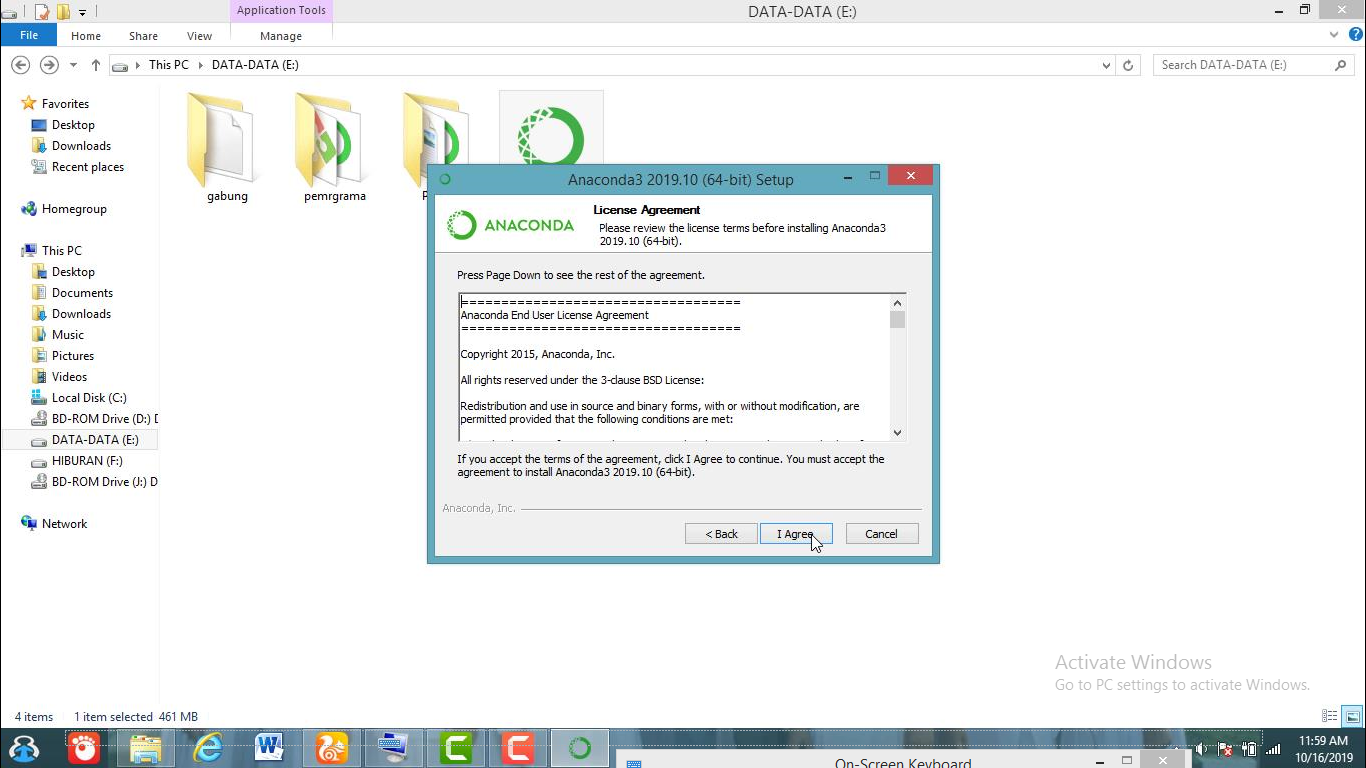 Application Tools
DATA-DATA (E:)
File
Home
Share
View
Manage
This PC
DATA-DATA (E:)
Search DATA-DATA (E:)
Favorites
Desktop
Downloads
Recent places
Homegroup
This PC
Desktop
Documents
Downloads
Music
Pictures
Videos
Local Disk (C:)
BD-ROM Drive (D:) D
DATA-DATA (E:)
HIBURAN (F:)
BD-ROM Drive (J:) D
Network
gabung
pemrgrama
Anaconda3 2019.10 (64-bit) Setup
ANACONDA
License Agreement
Please review the license terms before installing Anaconda3
2019.10 (64-bit).
Press Page Down to see the rest of the agreement.
===================================
Anaconda End User License Agreement
===================================
Copyright 2015, Anaconda, Inc.
All rights reserved under the 3-clause BSD License:
Redistribution and use in source and binary forms, with or without modification, are
permitted provided that the following conditions are met:
If you accept the terms of the agreement, click I Agree to continue. You must accept the
agreement to install Anaconda3 2019.10 (64-bit).
Anaconda, Inc.
< Back
I Agree
Cancel
Activate Windows
Go to PC settings to activate Windows.
4 items
1 item selected 461 MB
11:59 AM
10/16/2019
On-Screen Keyboard